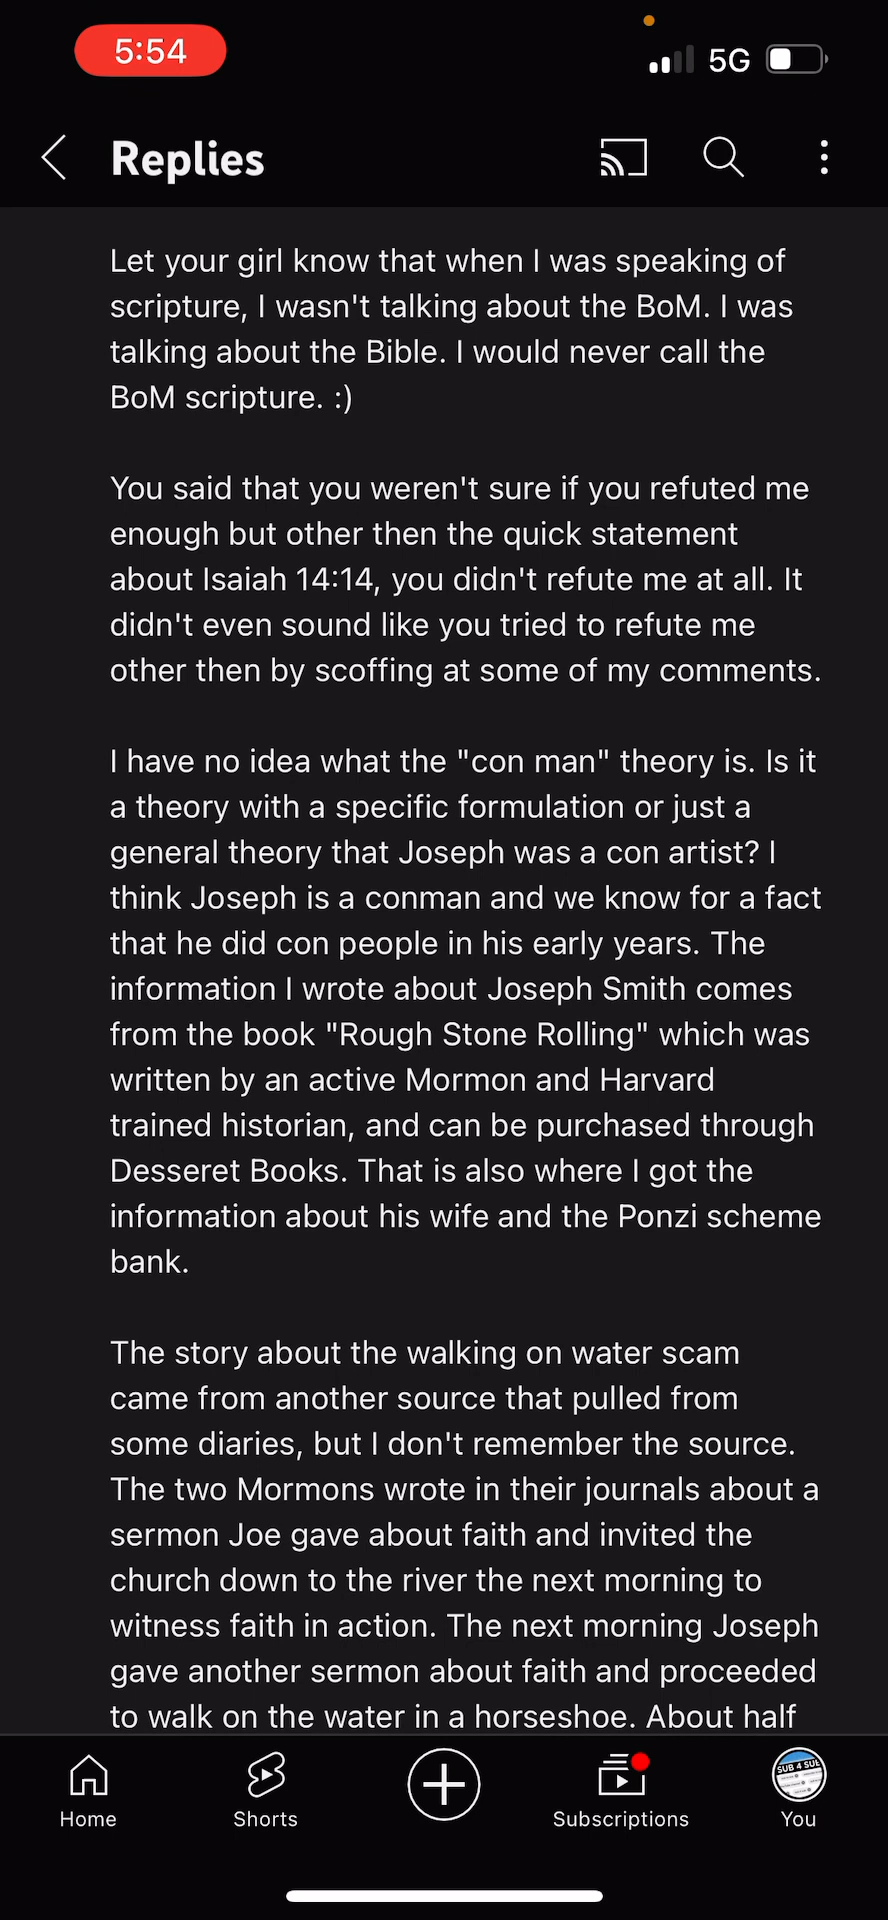 5:54
5G
Replies
Let your girl know that when I was speaking of
scripture, I wasn't talking about the BoM. I was
talking about the Bible. I would never call the
BoM scripture. :)
You said that you weren't sure if you refuted me
enough but other then the quick statement
about Isaiah 14:14, you didn't refute me at all. It
didn't even sound like you tried to refute me
other then by scoffing at some of my comments.
I have no idea what the "con man" theory is. Is it
a theory with a specific formulation or just a
general theory that Joseph was a con artist? I
think Joseph is a conman and we know for a fact
that he did con people in his early years. The
information I wrote about Joseph Smith comes
from the book "Rough Stone Rolling" which was
written by an active Mormon and Harvard
trained historian, and can be purchased through
Desseret Books. That is also where I got the
information about his wife and the Ponzi scheme
bank.
The story about the walking on water scam
came from another source that pulled from
some diaries, but I don't remember the source.
The two Mormons wrote in their journals about a
sermon Joe gave about faith and invited the
church down to the river the next morning to
witness faith in action. The next morning Joseph
gave another sermon about faith and proceeded
to walk on the water in a horseshoe. About half
SUB 4 SUB
Home
Shorts
Subscriptions
You